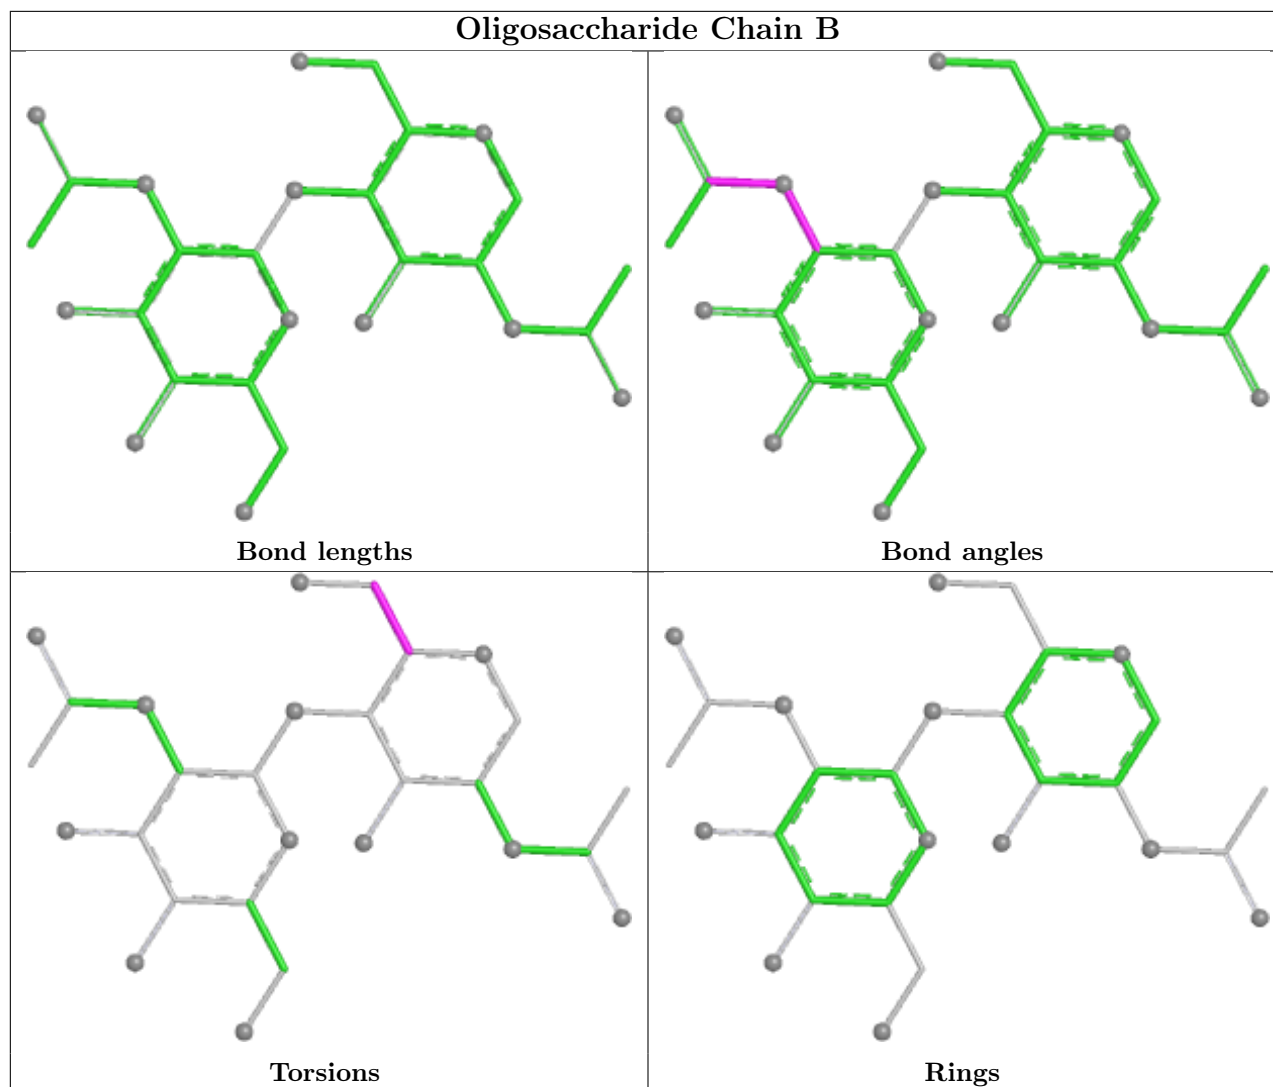 Oligosaccharide Chain B
Bond lengths
Bond angles
Torsions
Rings